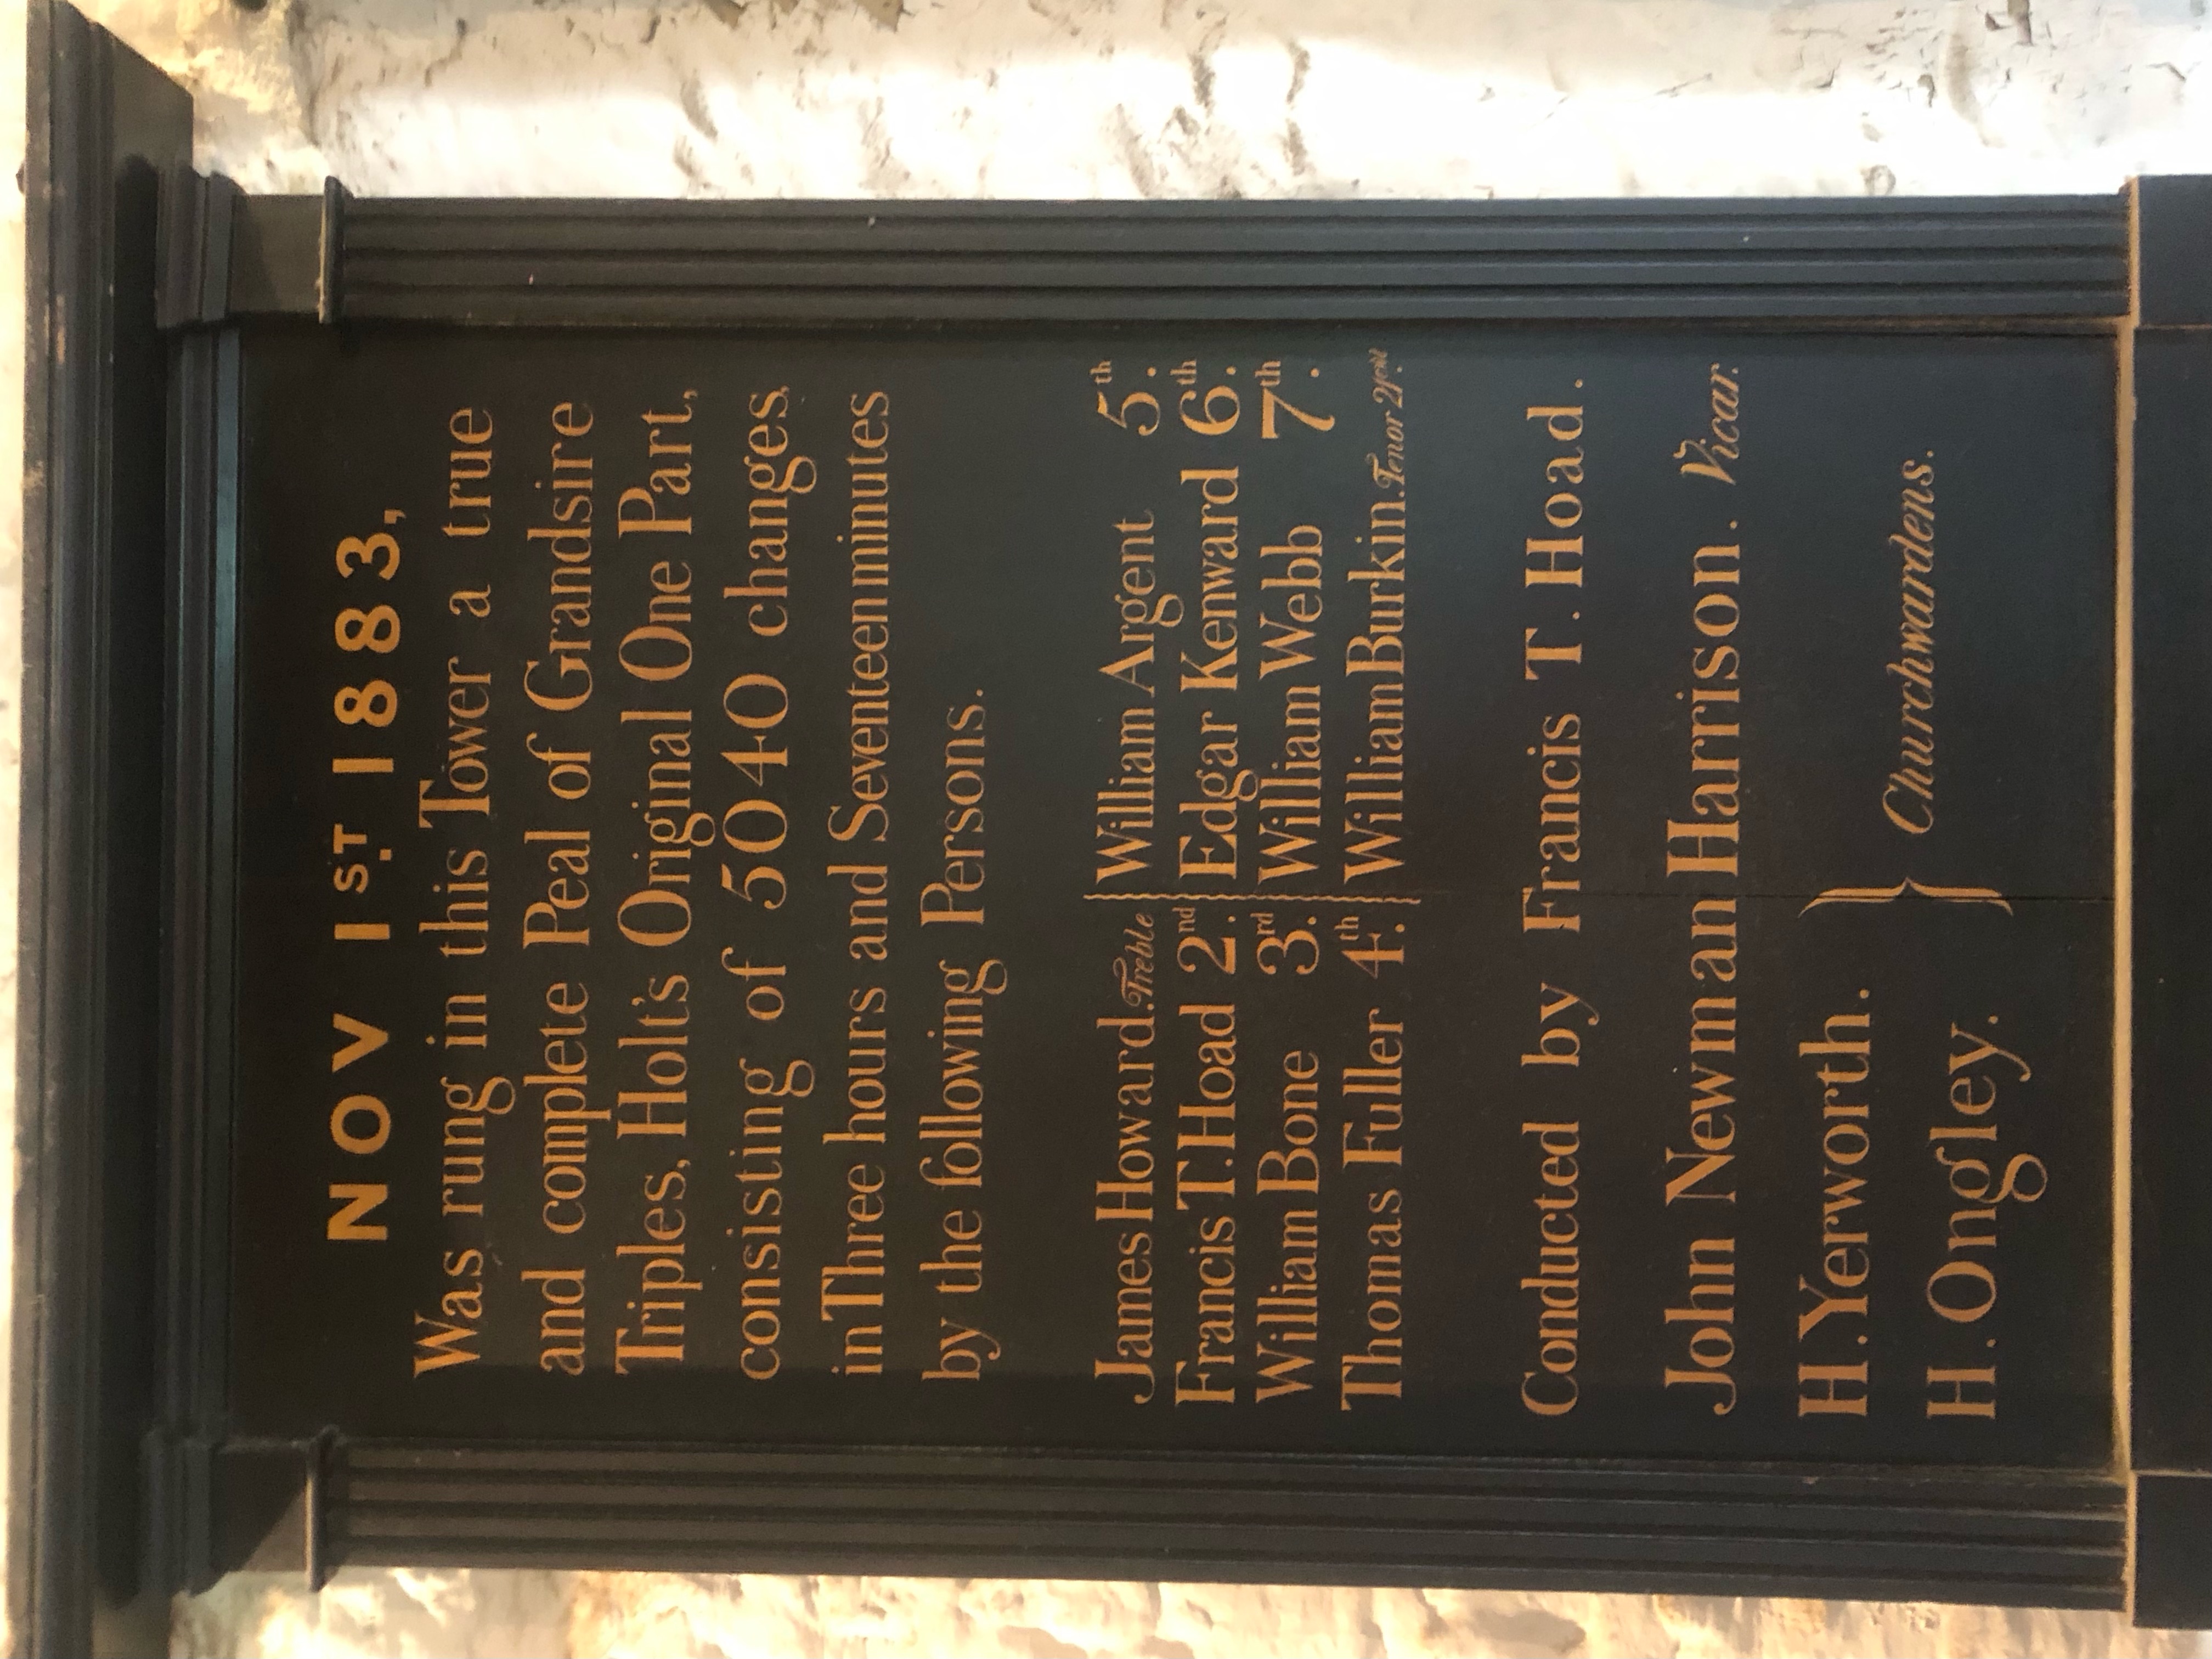 NOV 1ST 1883,
Was rung in this Tower a true
and complete Peal of Grandsire
Triples, Holt's Original One Part,
consisting of 5040 changes,
in Three hours and Seventeen minutes
by the following Persons.
James Howard. Treble William Argent 5th.
Francis T. Hoad 2nd. Edgar Kenward 6th.
William Bone 3rd. William Webb 7th.
Thomas Fuller 4th. William Burkin. Tenor
Conducted by Francis T. Hoad.
John Newman Harrison. Vicar.
H. Yerworth. } Churchwardens.
H. Ongley.